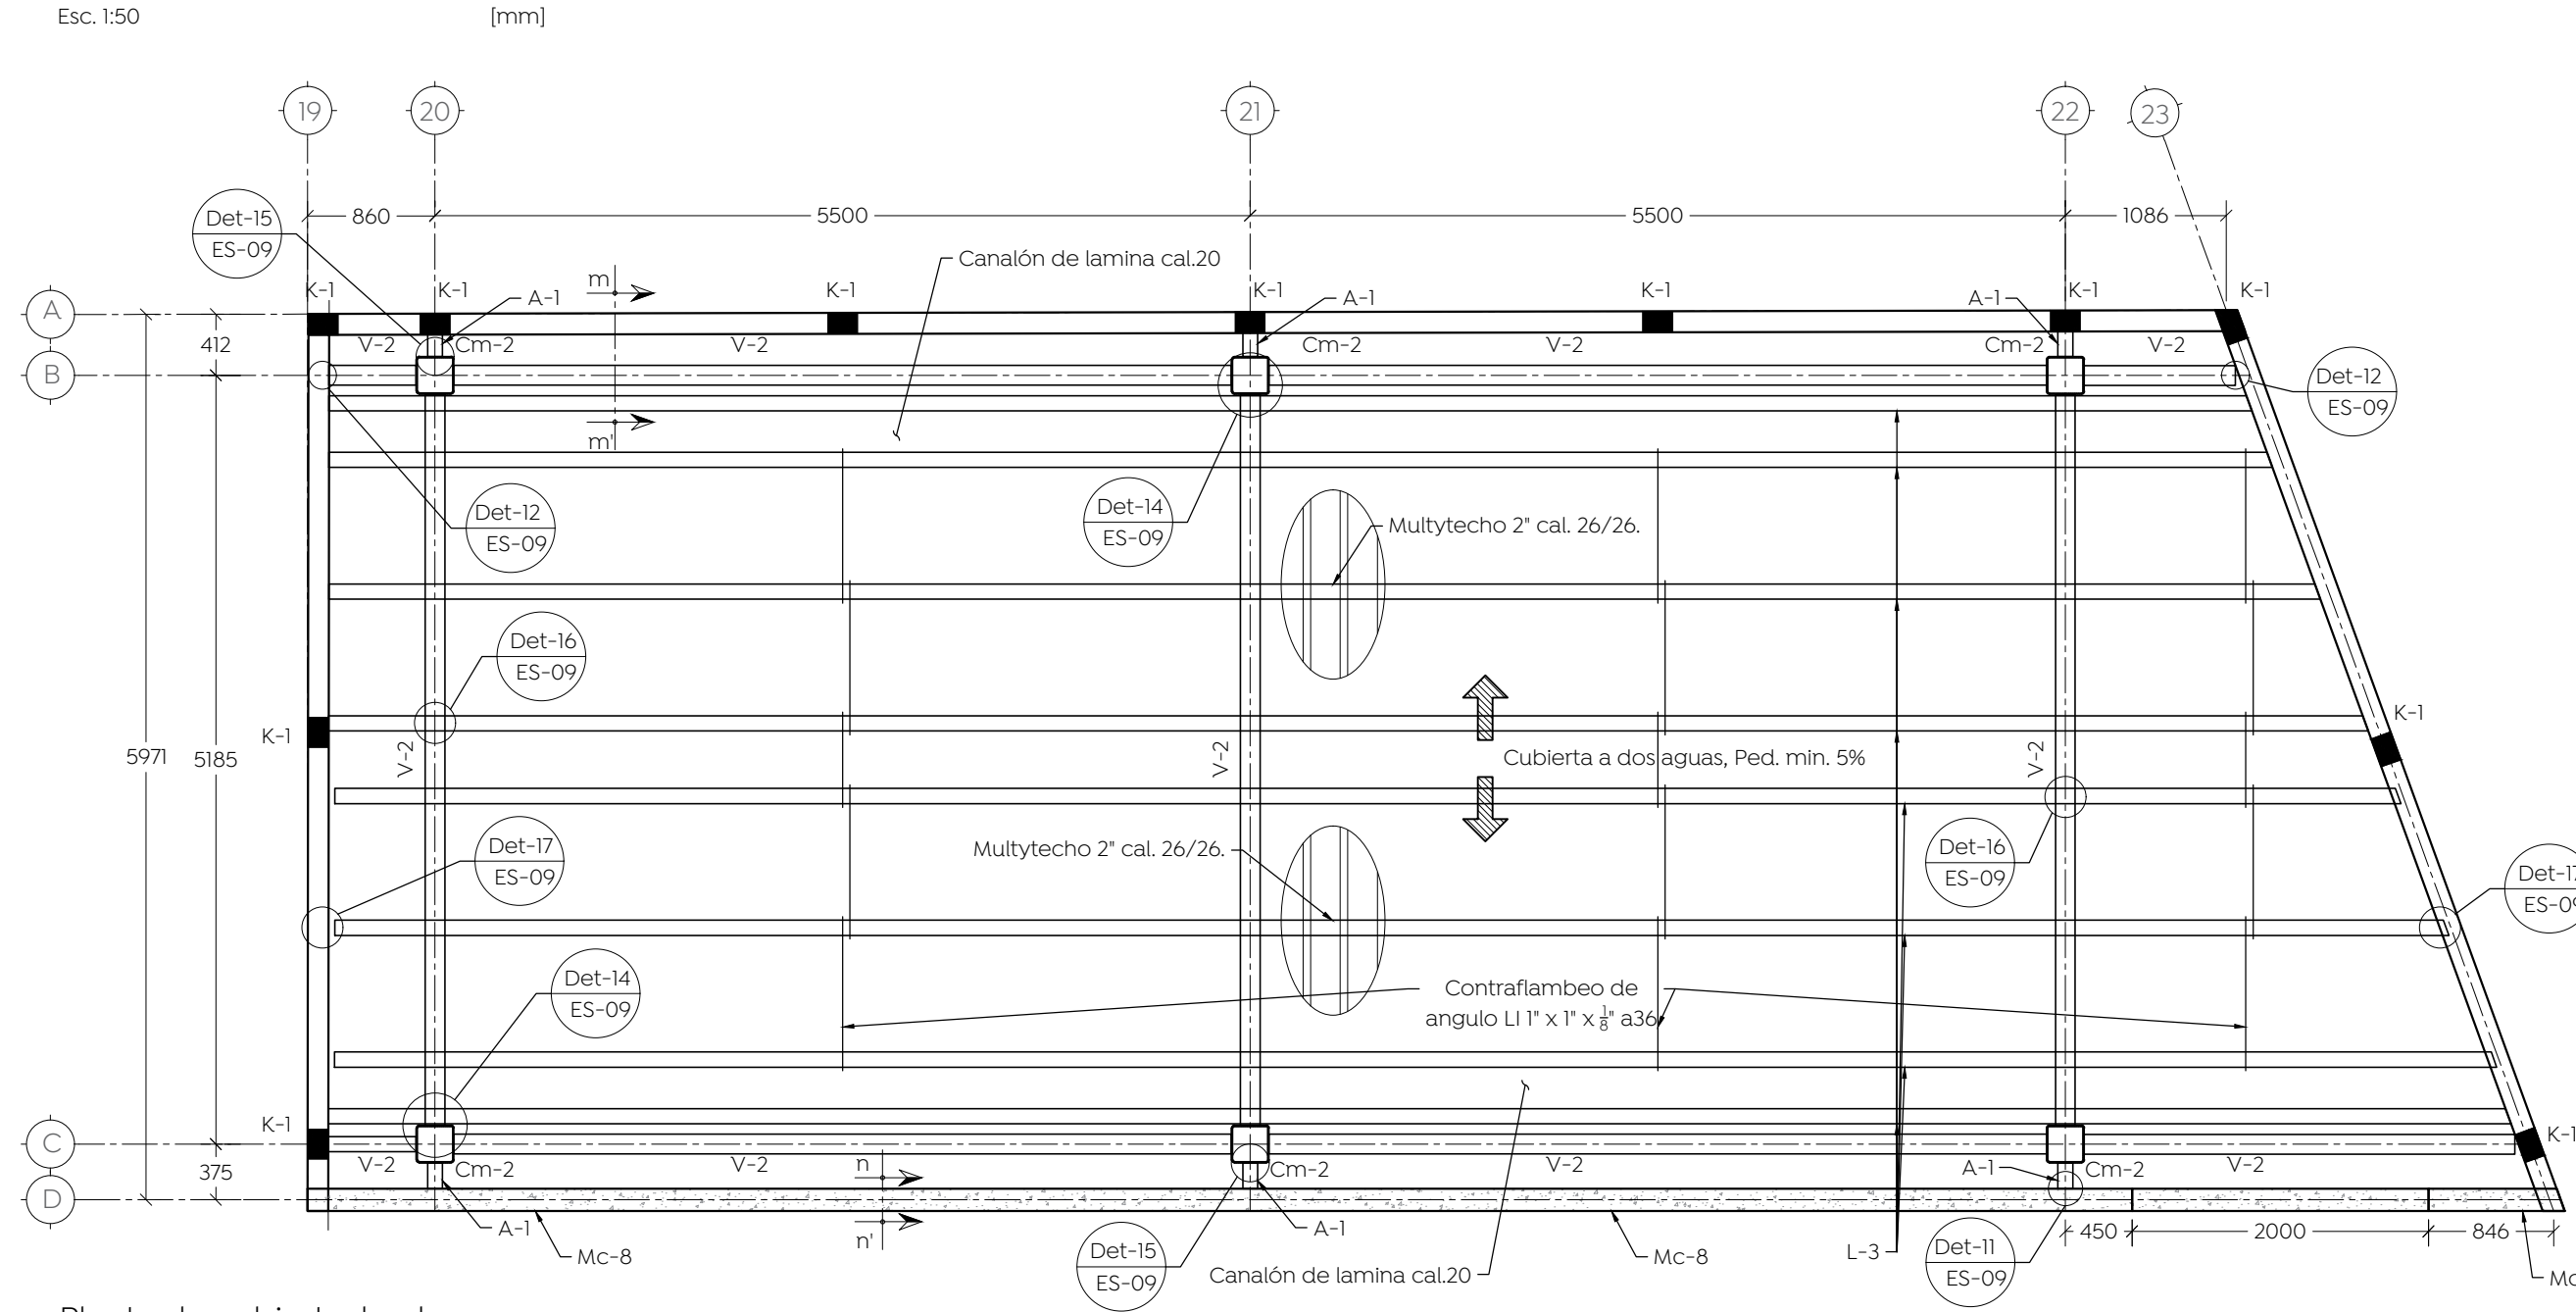 Esc. 1:50
[mm]
19
20
21
22
23
860
5500
5500
1086
Det-15
ES-09
Canalón de lamina cal.20
m
K-1
K-1
A-1
K-1
K-1
A-1
K-1
A-1
K-1
K-1
A
412
V-2
Cm-2
V-2
Cm-2
V-2
Cm-2
V-2
B
Det-12
ES-09
m'
Det-12
ES-09
Det-14
ES-09
Multytecho 2" cal. 26/26.
Det-16
ES-09
K-1
K-1
5971
5185
V-2
V-2
V-2
Cubierta a dos aguas, Ped. min. 5%
Det-17
ES-09
Multytecho 2" cal. 26/26.
Det-16
ES-09
Det-17
ES-09
Det-14
ES-09
Contraflambeo de
angulo LI 1" x 1" x 1/8" a36
K-1
K-1
C
375
V-2
Cm-2
V-2
n
Cm-2
V-2
A-1
Cm-2
V-2
D
A-1
n'
A-1
450
2000
846
Mc-8
Det-15
ES-09
Mc-8
L-3
Det-11
ES-09
Canalón de lamina cal.20